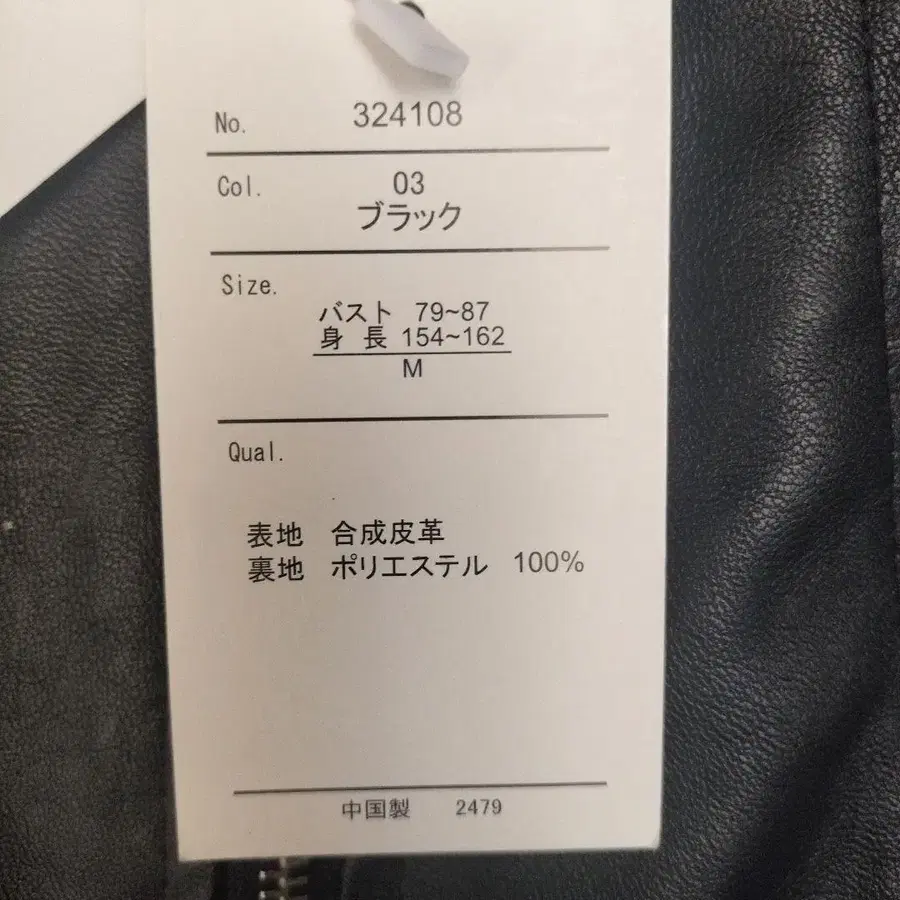 No. 324108
Col. 03
ブラック
Size.
バスト 79~87
身 長 154~162
M
Qual.
表地 合成皮革
裏地 ポリエステル 100%
中国製 2479